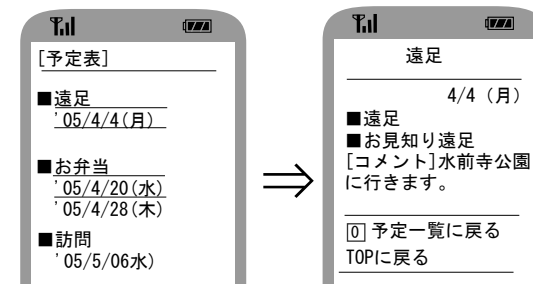 [予定表]
■遠足
'05/4/4(月)
■お弁当
'05/4/20(水)
'05/4/28(木)
■訪問
'05/5/06水)
遠足
4/4 (月)
■遠足
■お見知り遠足
[コメント]水前寺公園
に行きます。
0 予定一覧に戻る
TOPに戻る